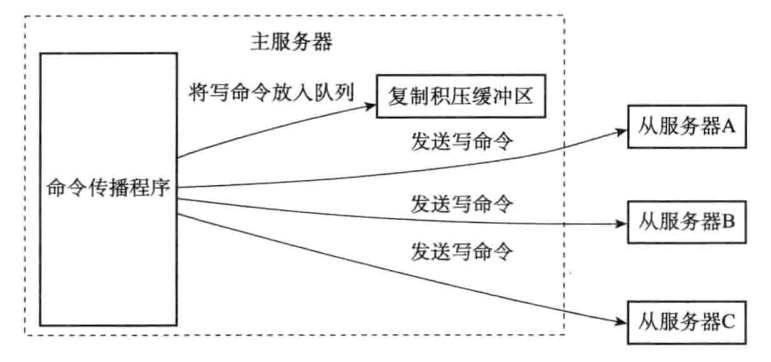 主服务器
将写命令放入队列
复制积压缓冲区
发送写命令
从服务器A
命令传播程序
发送写命令
从服务器B
发送写命令
从服务器C